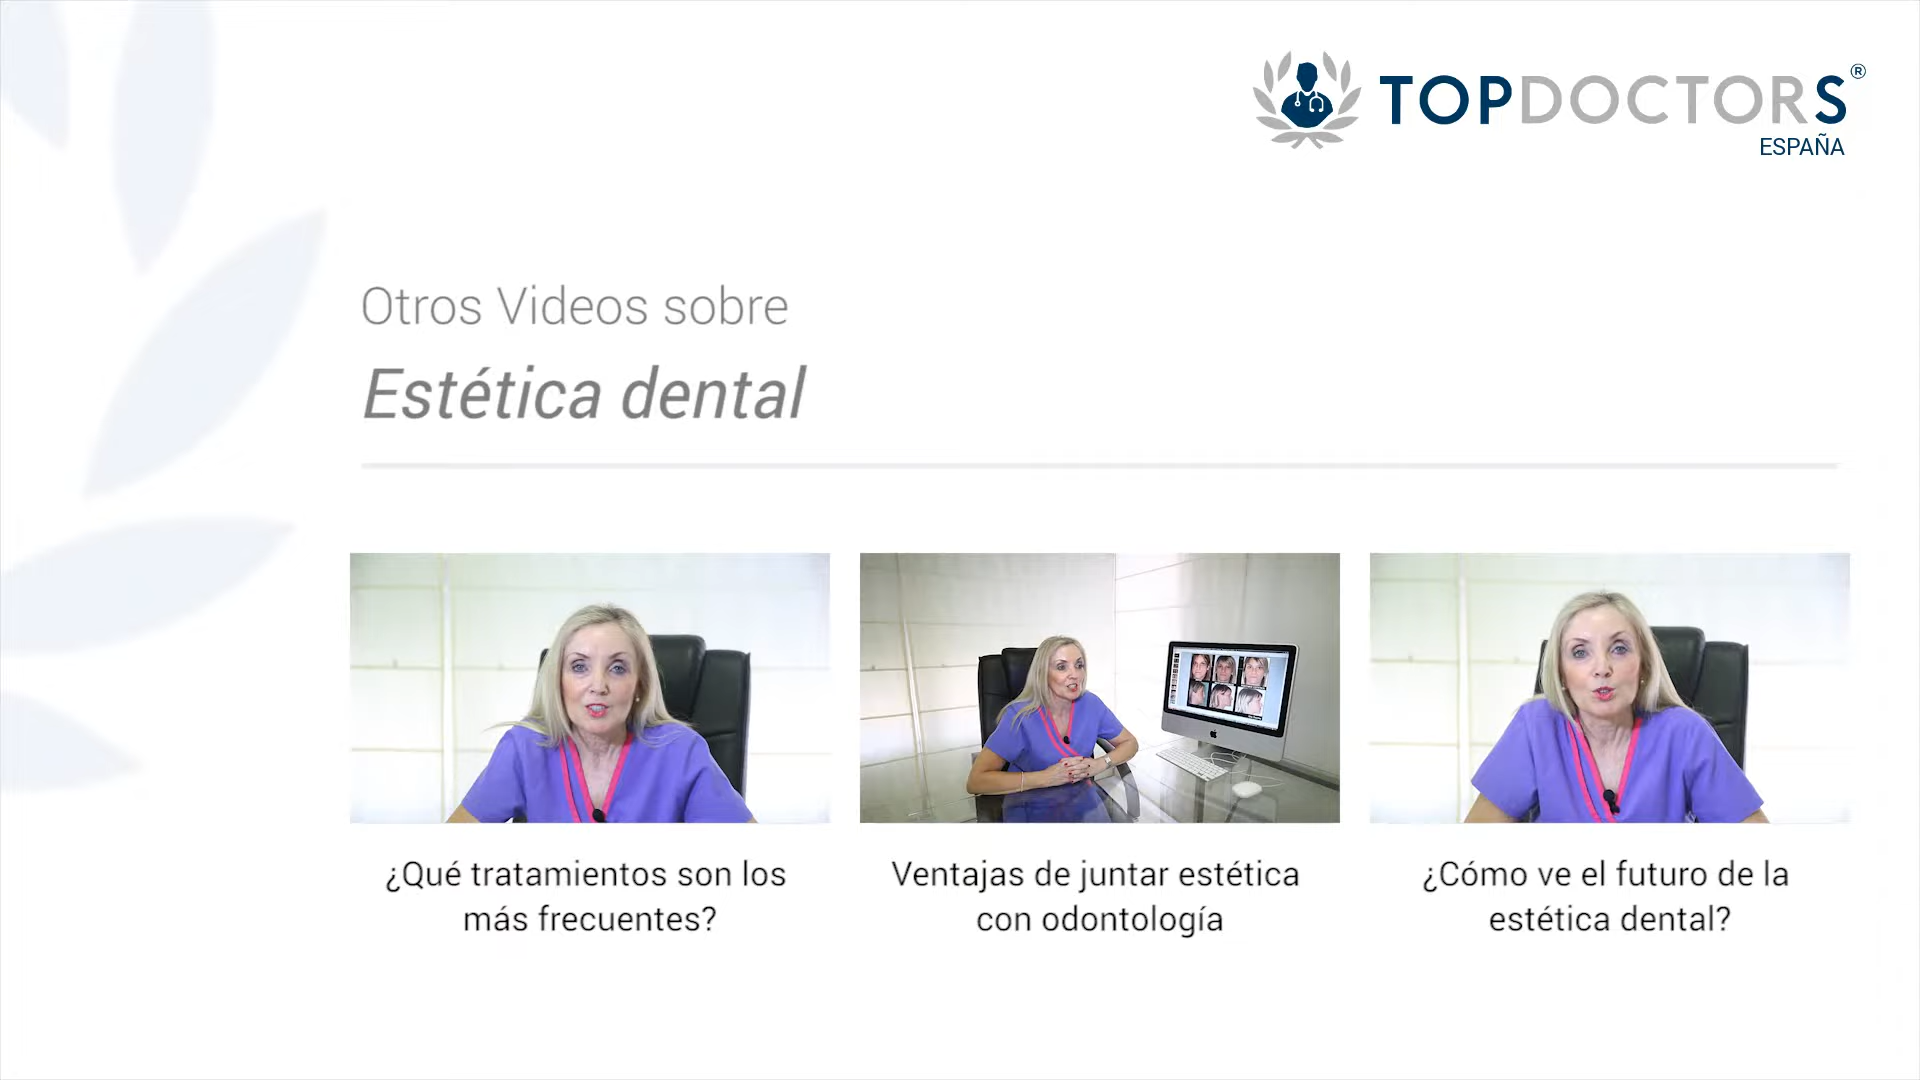 TOPDOCTORS®
ESPAÑA
Otros Videos sobre
Estética dental
¿Qué tratamientos son los
más frecuentes?
Ventajas de juntar estética
con odontología
¿Cómo ve el futuro de la
estética dental?